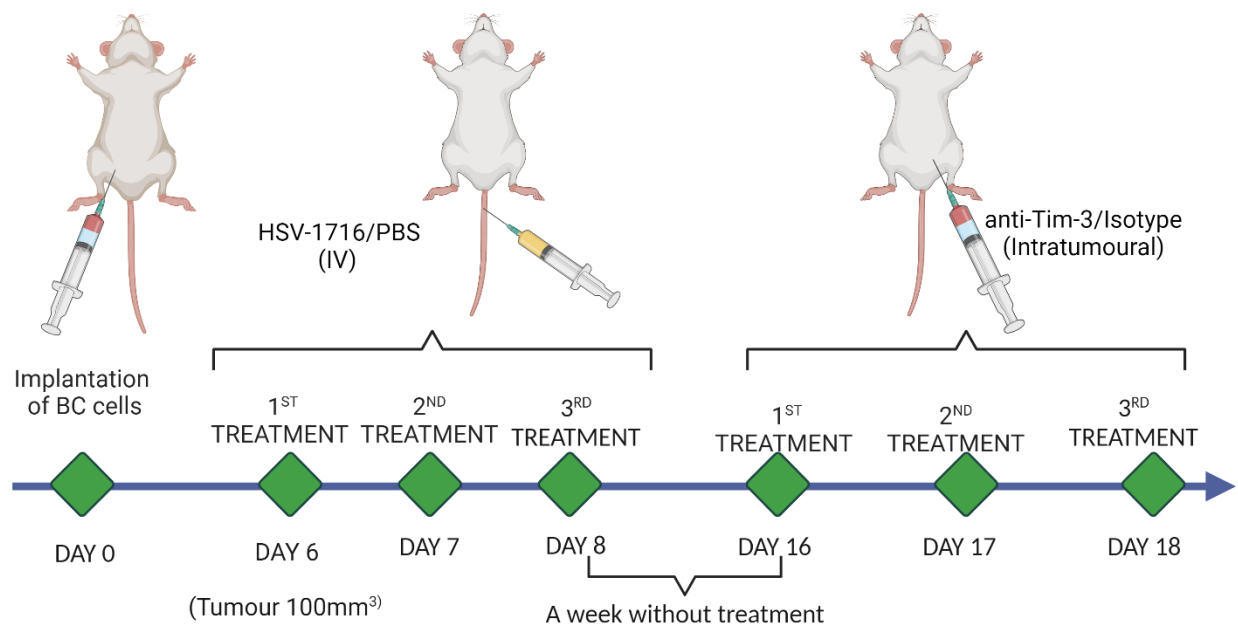 HSV-1716/PBS
(IV)
anti-Tim-3/Isotype
(Intratumoural)
Implantation
of BC cells
1ST
TREATMENT
2ND
TREATMENT
3RD
TREATMENT
1ST
TREATMENT
2ND
TREATMENT
3RD
TREATMENT
DAY 0
DAY 6
DAY 7
DAY 8
DAY 16
DAY 17
DAY 18
(Tumour 100mm3)
A week without treatment